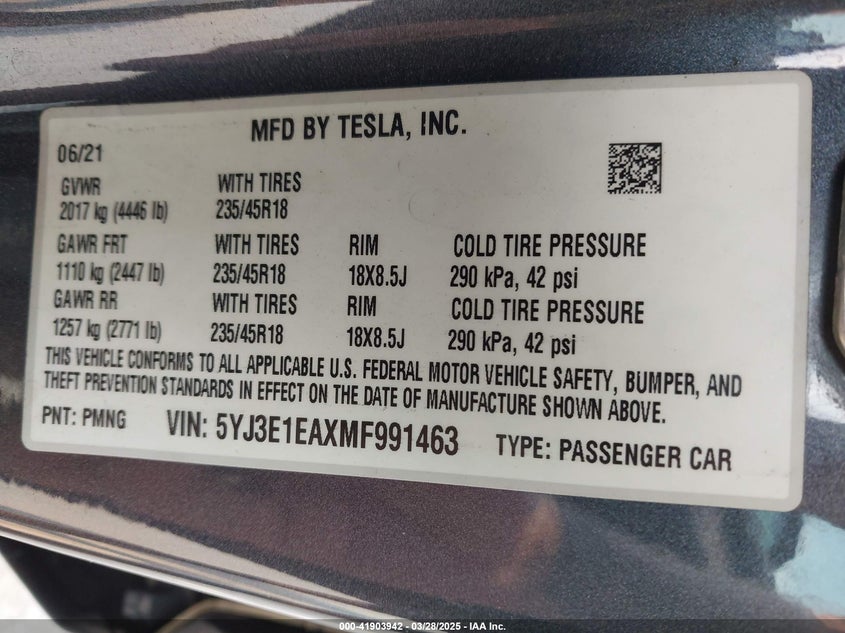 MFD BY TESLA, INC.
06/21
GVWR WITH TIRES
2017 kg (4446 lb) 235/45R18
GAWR FRT WITH TIRES RIM COLD TIRE PRESSURE
1110 kg (2447 lb) 235/45R18 18X8.5J 290 kPa, 42 psi
GAWR RR WITH TIRES RIM COLD TIRE PRESSURE
1257 kg (2771 lb) 235/45R18 18X8.5J 290 kPa, 42 psi
THIS VEHICLE CONFORMS TO ALL APPLICABLE U.S. FEDERAL MOTOR VEHICLE SAFETY, BUMPER, AND
THEFT PREVENTION STANDARDS IN EFFECT ON THE DATE OF MANUFACTURE SHOWN ABOVE.
PNT: PMNG VIN: 5YJ3E1EAXMF991463 TYPE: PASSENGER CAR
000-41903942 - 03/28/2025 - IAA Inc.